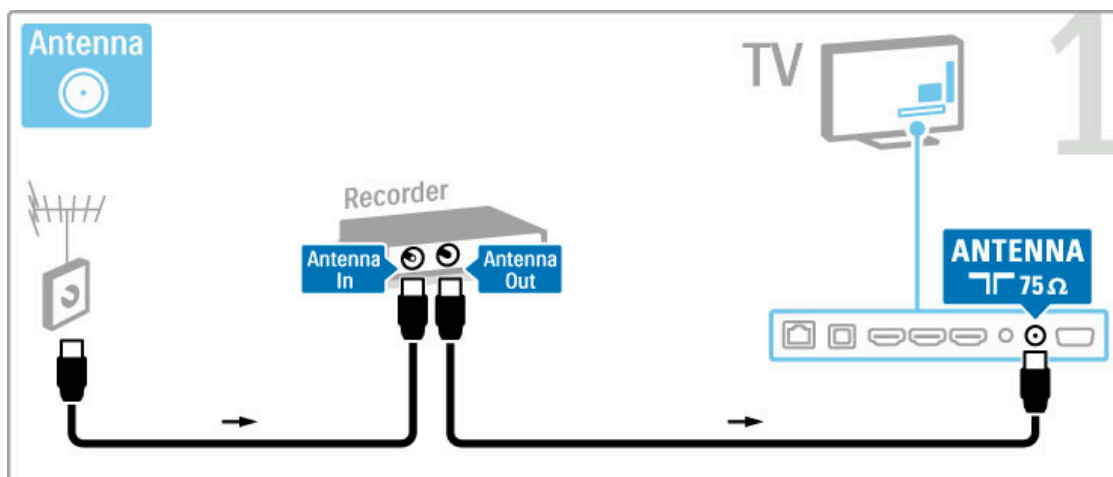 Antenna
TV
1
Recorder
Antenna
In
Antenna
Out
ANTENNA
75 Ω